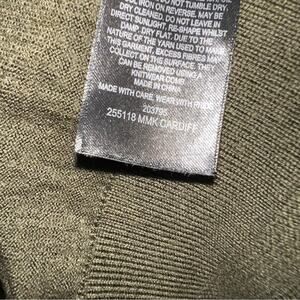 DO NOT TUMBLE DRY.
COOL IRON ON REVERSE. MAY BE
DRY CLEANED. DO NOT LEAVE IN
DIRECT SUNLIGHT. RE-SHAPE WHILST
DAMP. DRY FLAT. DUE TO THE
NATURE OF THE YARN USED TO MAKE
THIS GARMENT, EXCESS FIBRES MAY
COLLECT ON THE SURFACE. THEY
CAN BE REMOVED BY USING A
KNITWEAR COMB.
MADE IN CHINA
MADE WITH CARE. WEAR WITH PRIDE.
203795
255118 MMK CARDIFF